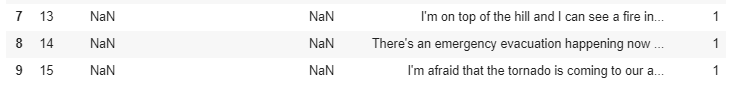 7 13 NaN NaN I'm on top of the hill and I can see a fire in... 1
8 14 NaN NaN There's an emergency evacuation happening now ... 1
9 15 NaN NaN I'm afraid that the tornado is coming to our a... 1